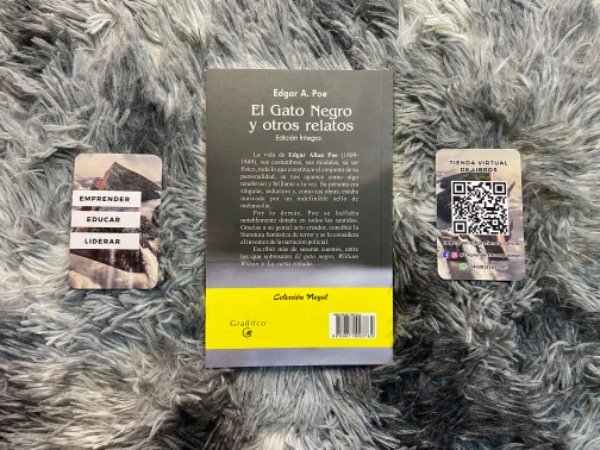 EMPRENDER
EDUCAR
LIDERAR
Edgar A. Poe
El Gato Negro
y otros relatos
Edición Integra
La vida de Edgar Allan Poe (1809-
1849), sus costumbres, sus modales, su ser
físico, todo lo que constituye el conjunto de su
personalidad, se nos aparece como algo
tenebroso y brillante a la vez. Su persona era
singular, seductora y, como sus obras, estaba
marcada por un indefinible sello de
melancolía.
Por lo demás, Poe se hallaba
notablemente dotado en todos los sentidos.
Gracias a su genial acto creador, concibió la
literatura fantástica de terror y se lo considera
el inventor de la narración policial.
Escribió más de sesenta cuentos, entre
los que sobresalen El gato negro, William
Wilson y La carta robada.
Colección Nogal
Gradifco
TIENDA VIRTUAL
DE LIBROS